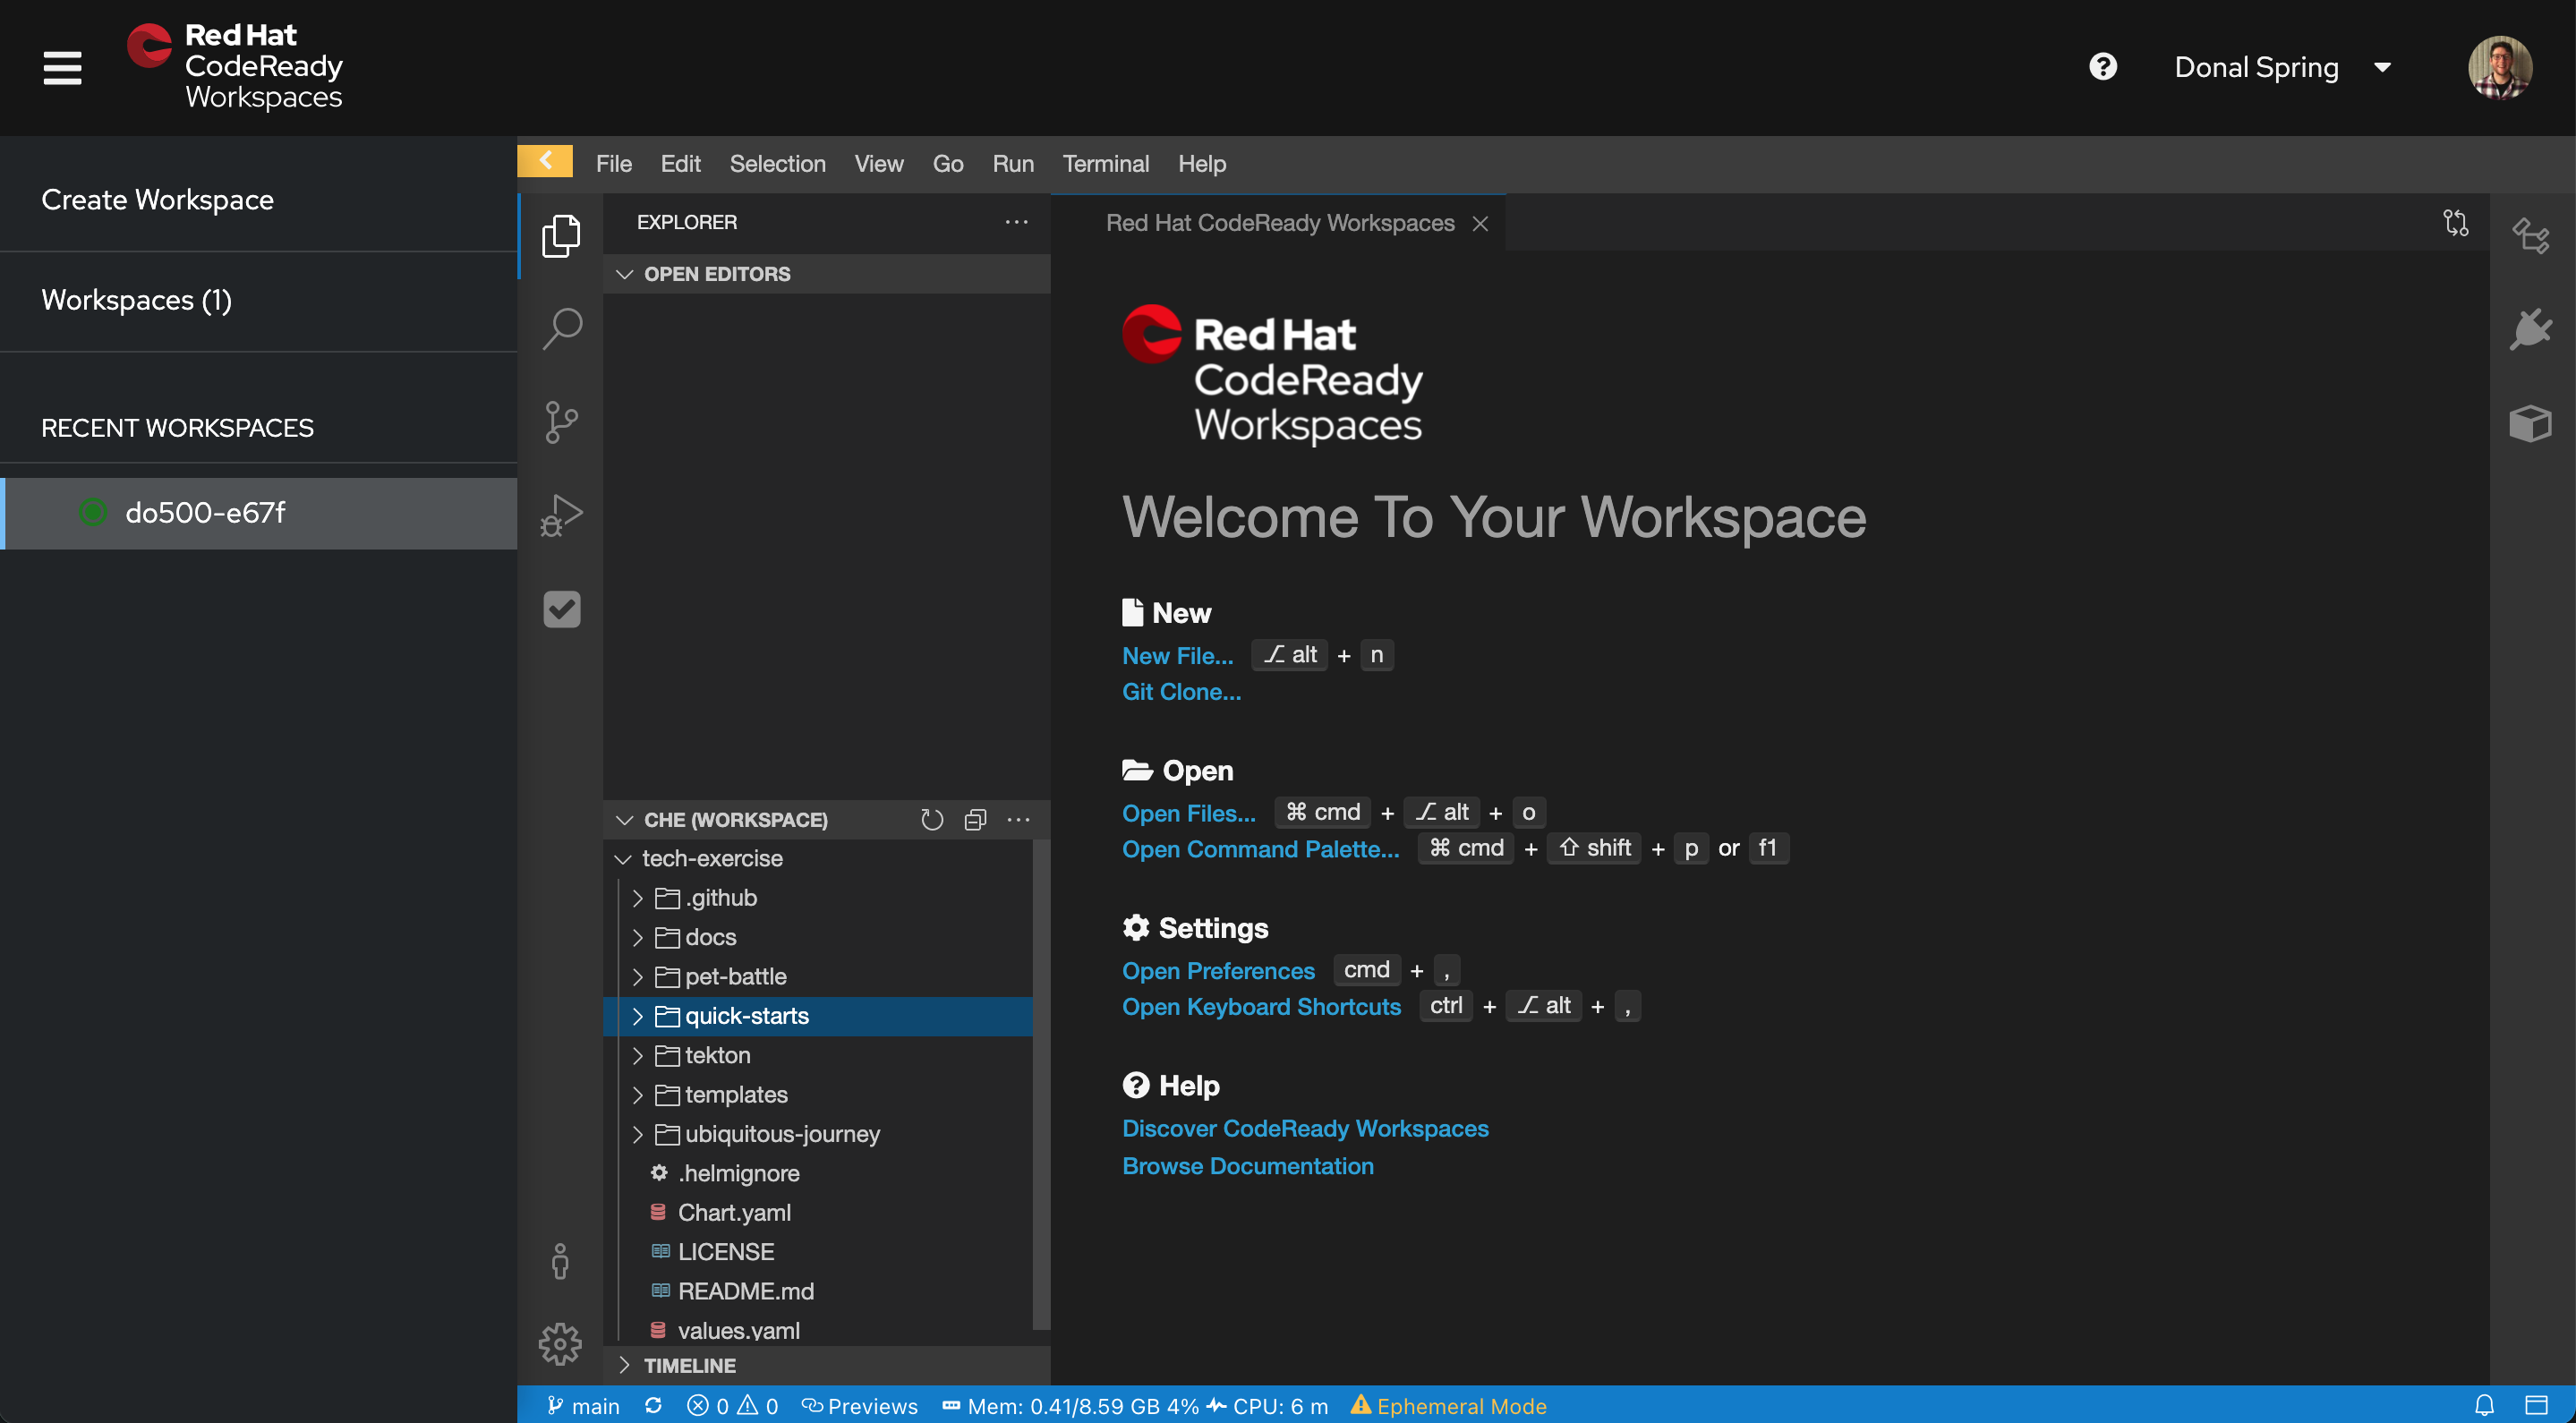 Red Hat
CodeReady
Workspaces
Donal Spring
Create Workspace
Workspaces (1)
RECENT WORKSPACES
do500-e67f
File Edit Selection View Go Run Terminal Help
EXPLORER
OPEN EDITORS
CHE (WORKSPACE)
tech-exercise
.github
docs
pet-battle
quick-starts
tekton
templates
ubiquitous-journey
.helmignore
Chart.yaml
LICENSE
README.md
values.yaml
TIMELINE
Red Hat CodeReady Workspaces
Red Hat
CodeReady
Workspaces
Welcome To Your Workspace
New
New File... ⌥ alt + n
Git Clone...
Open
Open Files... ⌘ cmd + ⌥ alt + o
Open Command Palette... ⌘ cmd + ⇧ shift + p or f1
Settings
Open Preferences cmd + ,
Open Keyboard Shortcuts ctrl + ⌥ alt + ,
Help
Discover CodeReady Workspaces
Browse Documentation
main 0 0 Previews Mem: 0.41/8.59 GB 4% CPU: 6 m Ephemeral Mode